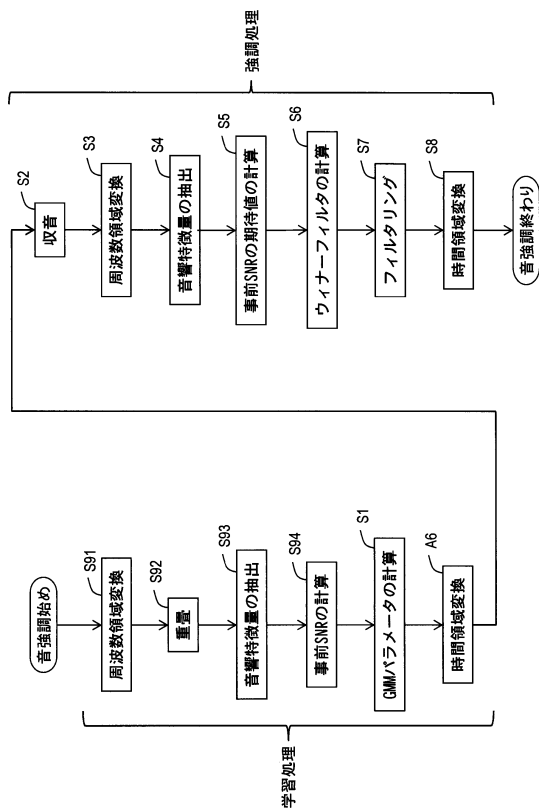 音強調始め
S91
周波数領域変換
S92
重畳
S93
音響特徴量の抽出
S94
事前SNRの計算
S1
GMMパラメータの計算
A6
時間領域変換
学習処理
S2
収音
S3
周波数領域変換
S4
音響特徴量の抽出
S5
事前SNRの期待値の計算
S6
ウィナーフィルタの計算
S7
フィルタリング
S8
時間領域変換
音強調終わり
強調処理